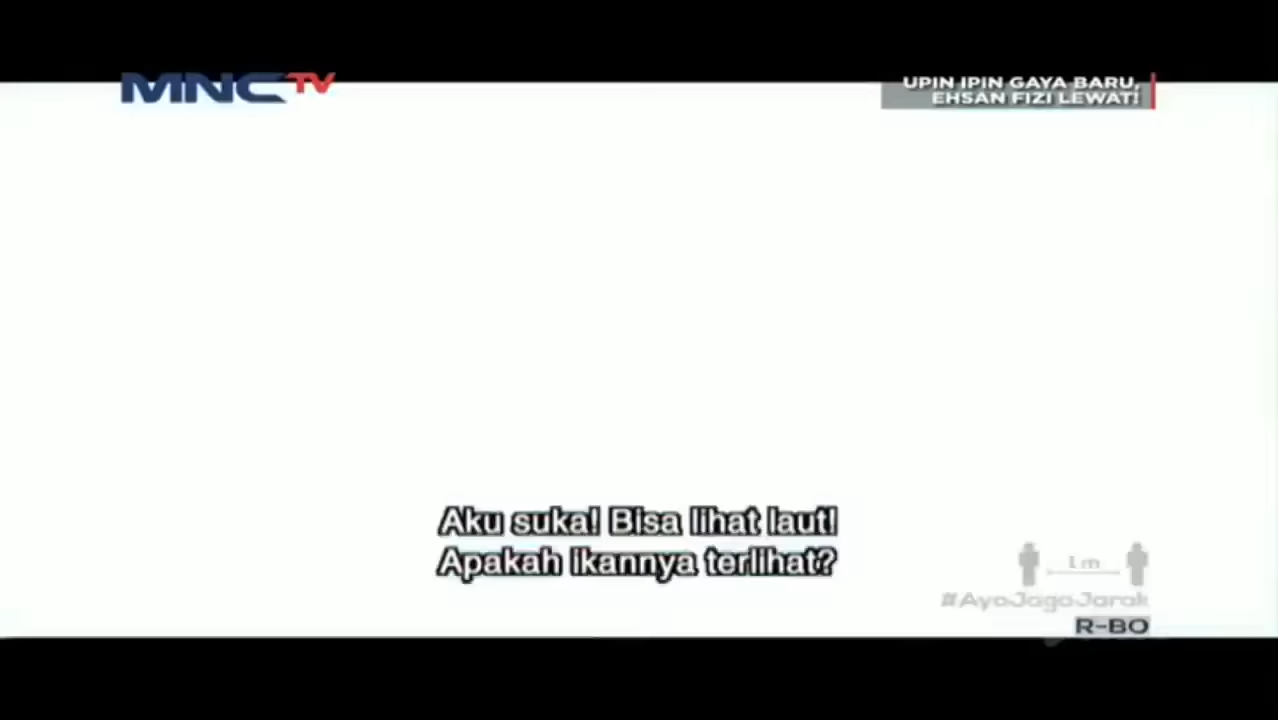 MNCTV
UPIN IPIN GAYA BARU,
EHSAN FIZI LEWAT!
Aku suka! Bisa lihat laut!
Apakah ikannya terlihat?
1 m
#AyoJagaJarak
R-BO